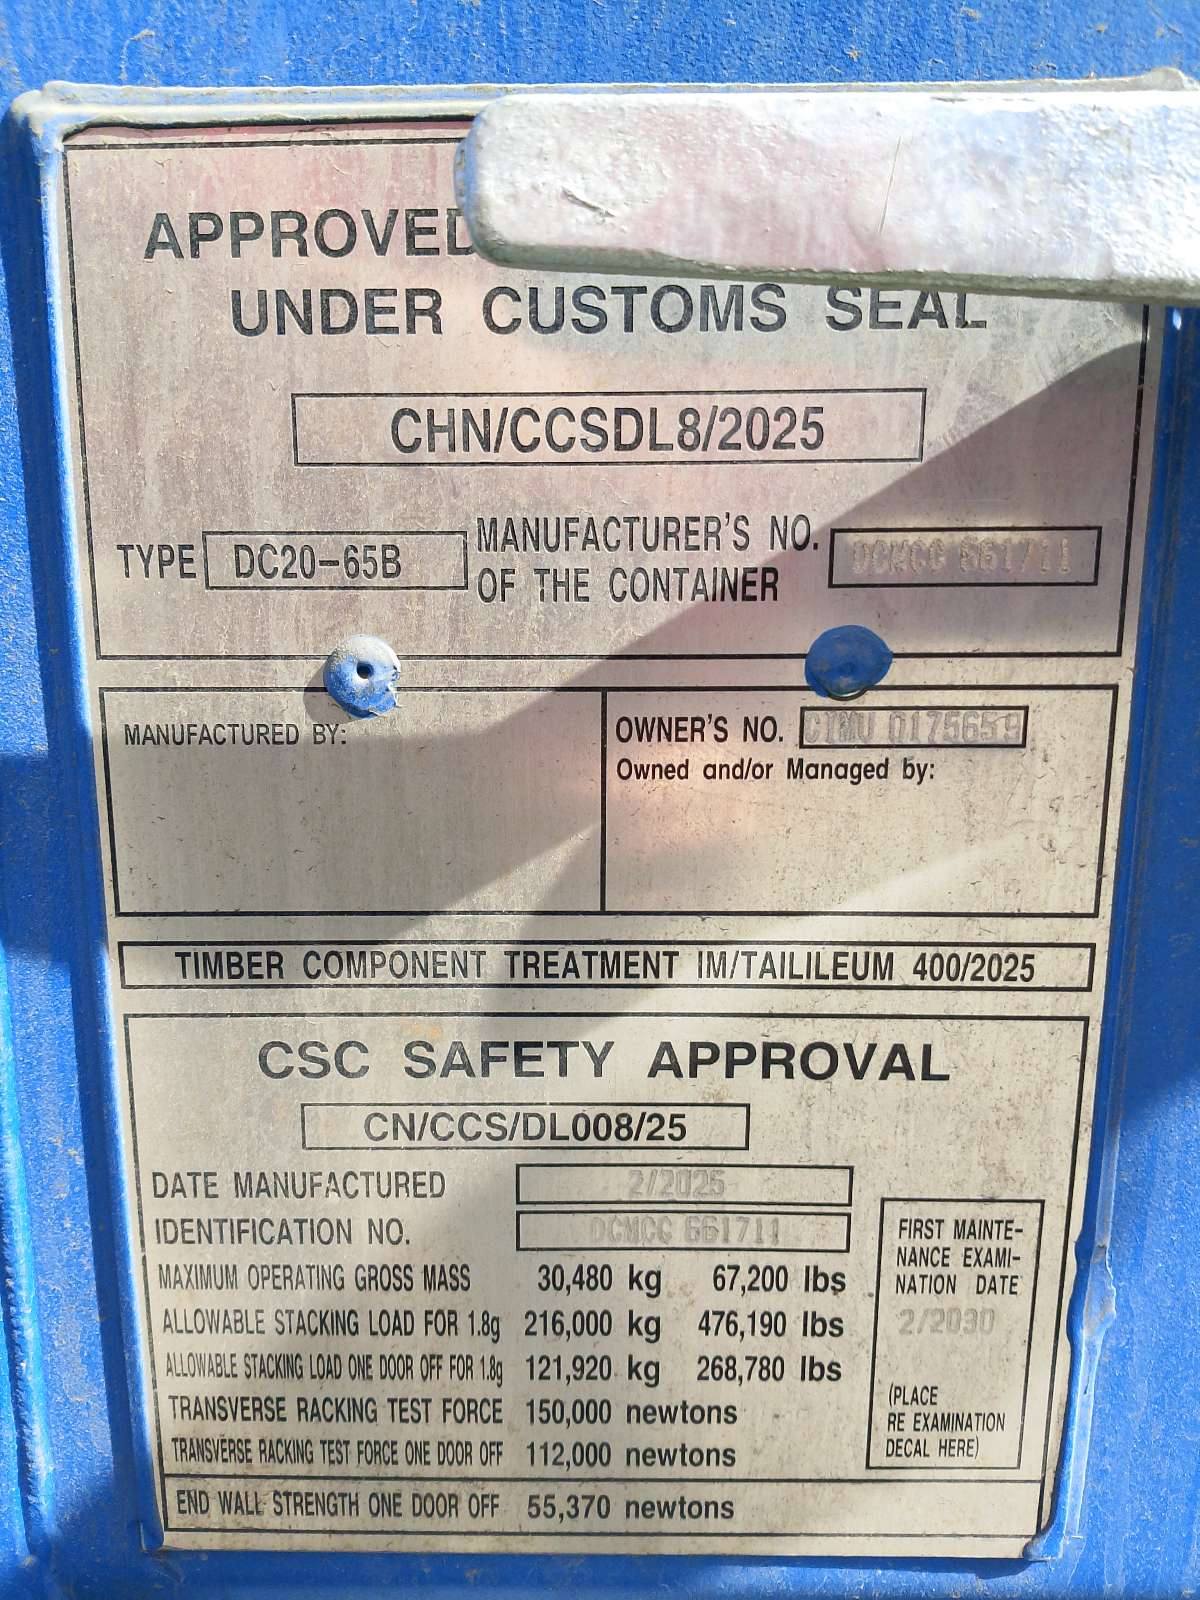 APPROVED
UNDER CUSTOMS SEAL
CHN/CCSDL8/2025
TYPE DC20-65B
MANUFACTURER'S NO.
OF THE CONTAINER
DCMCC 661711
MANUFACTURED BY:
OWNER'S NO.
Owned and/or Managed by:
TIMBER COMPONENT TREATMENT IM/TAILILEUM 400/2025
CSC SAFETY APPROVAL
CN/CCS/DL008/25
DATE MANUFACTURED 2/2025
IDENTIFICATION NO. DCMCC 661711
MAXIMUM OPERATING GROSS MASS 30,480 kg 67,200 lbs
ALLOWABLE STACKING LOAD FOR 1.8g 216,000 kg 476,190 lbs
ALLOWABLE STACKING LOAD ONE DOOR OFF FOR 1.8g 121,920 kg 268,780 lbs
TRANSVERSE RACKING TEST FORCE 150,000 newtons
TRANSVERSE RACKING TEST FORCE ONE DOOR OFF 112,000 newtons
END WALL STRENGTH ONE DOOR OFF 55,370 newtons
FIRST MAINTE-
NANCE EXAMI-
NATION DATE
2/2030
(PLACE
RE EXAMINATION
DECAL HERE)